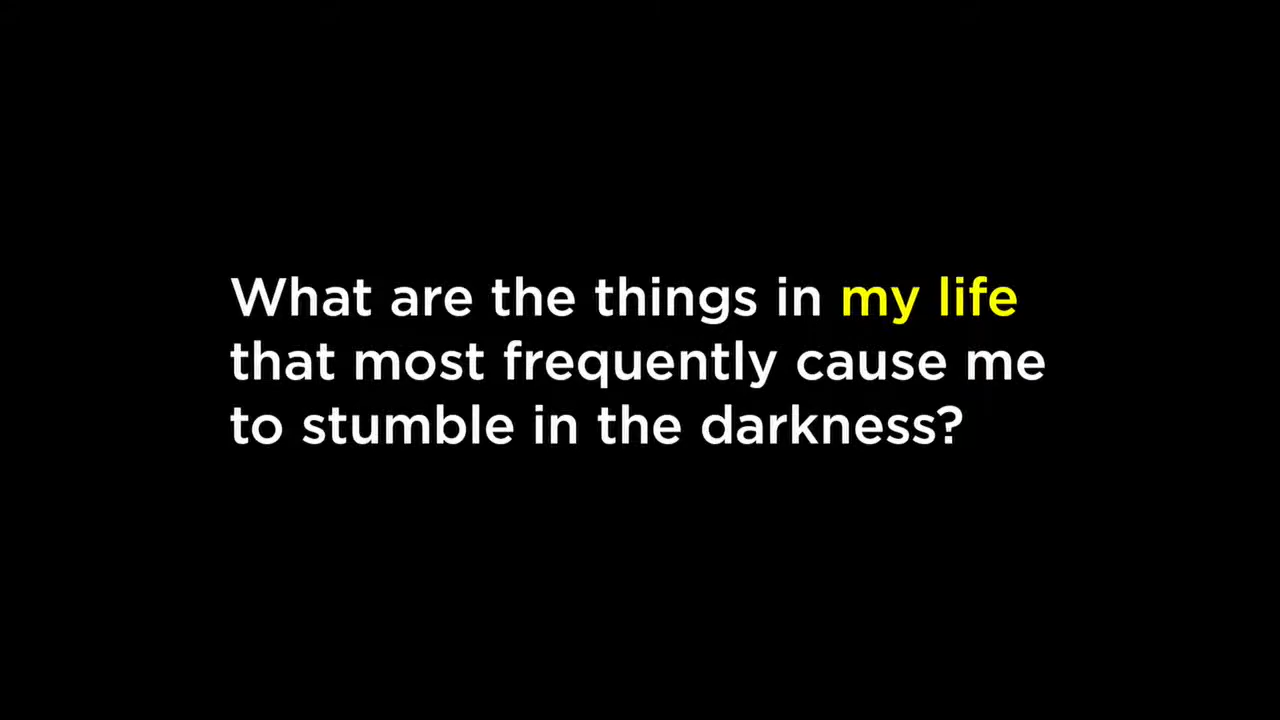 What are the things in my life
that most frequently cause me
to stumble in the darkness?